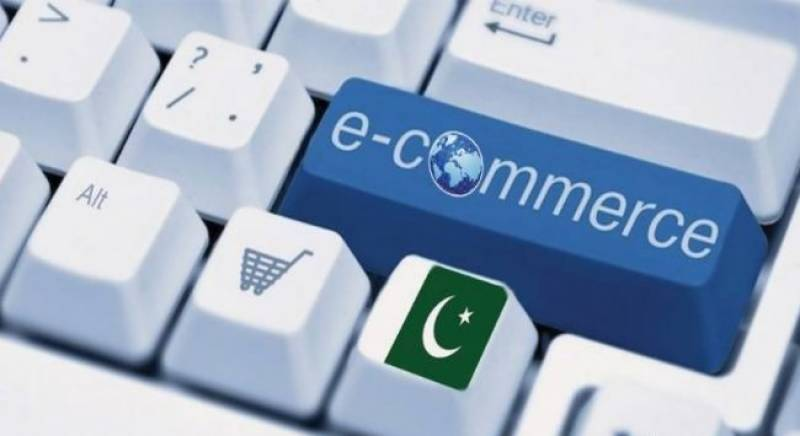 Enter
>
.
? ,
/ .
e-commerce
Alt